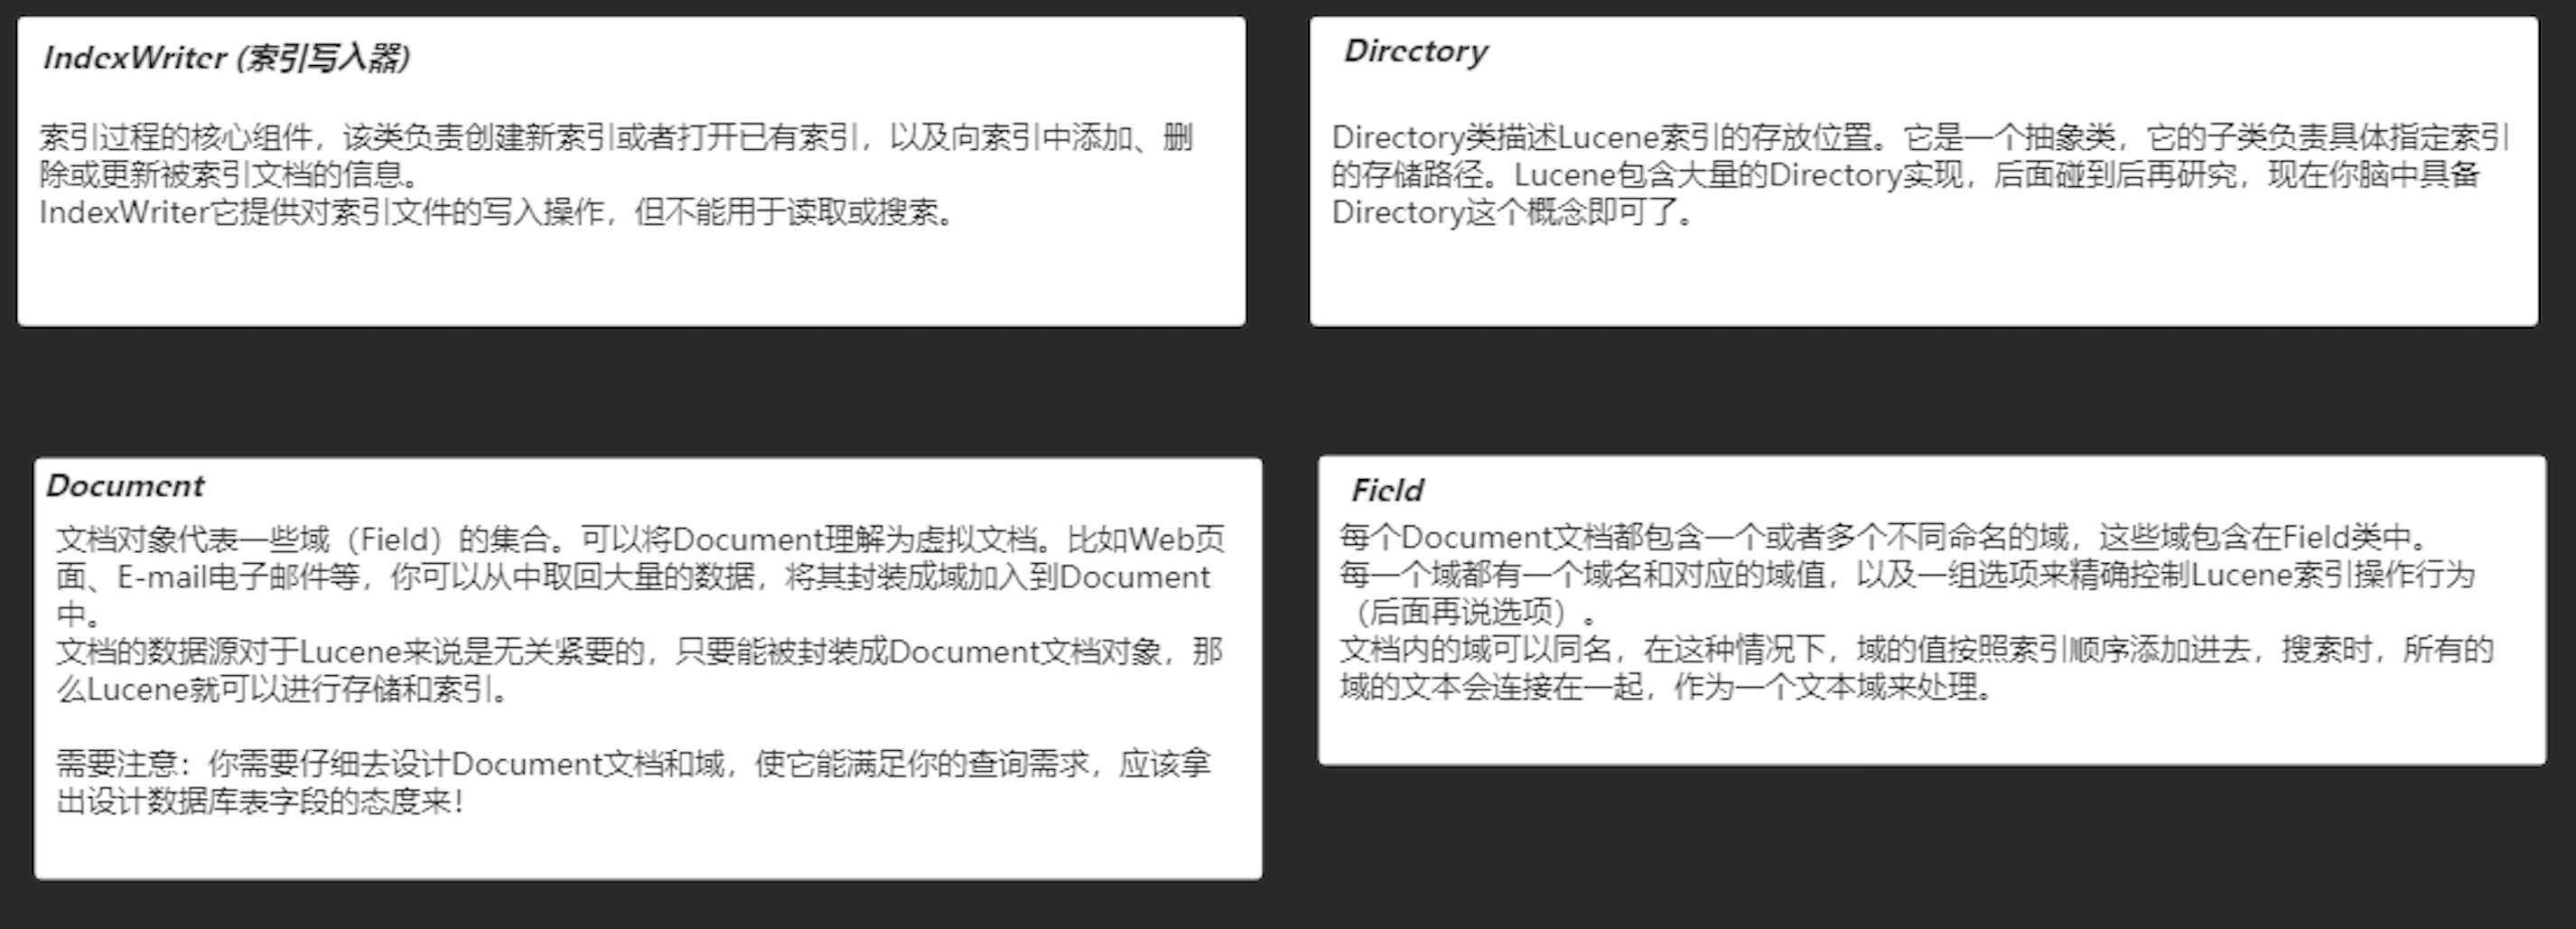 IndexWriter (索引写入器)
索引过程的核心组件，该类负责创建新索引或者打开已有索引，以及向索引中添加、删
除或更新被索引文档的信息。
IndexWriter它提供对索引文件的写入操作，但不能用于读取或搜索。
Directory
Directory类描述Lucene索引的存放位置。它是一个抽象类，它的子类负责具体指定索引
的存储路径。Lucene包含大量的Directory实现，后面碰到后再研究，现在你脑中具备
Directory这个概念即可了。
Document
文档对象代表一些域（Field）的集合。可以将Document理解为虚拟文档。比如Web页
面、E-mail电子邮件等，你可以从中取回大量的数据，将其封装成域加入到Document
中。
文档的数据源对于Lucene来说是无关紧要的，只要能被封装成Document文档对象，那
么Lucene就可以进行存储和索引。
需要注意：你需要仔细去设计Document文档和域，使它能满足你的查询需求，应该拿
出设计数据库表字段的态度来！
Field
每个Document文档都包含一个或者多个不同命名的域，这些域包含在Field类中。
每一个域都有一个域名和对应的域值，以及一组选项来精确控制Lucene索引操作行为
（后面再说选项）。
文档内的域可以同名，在这种情况下，域的值按照索引顺序添加进去，搜索时，所有的
域的文本会连接在一起，作为一个文本域来处理。